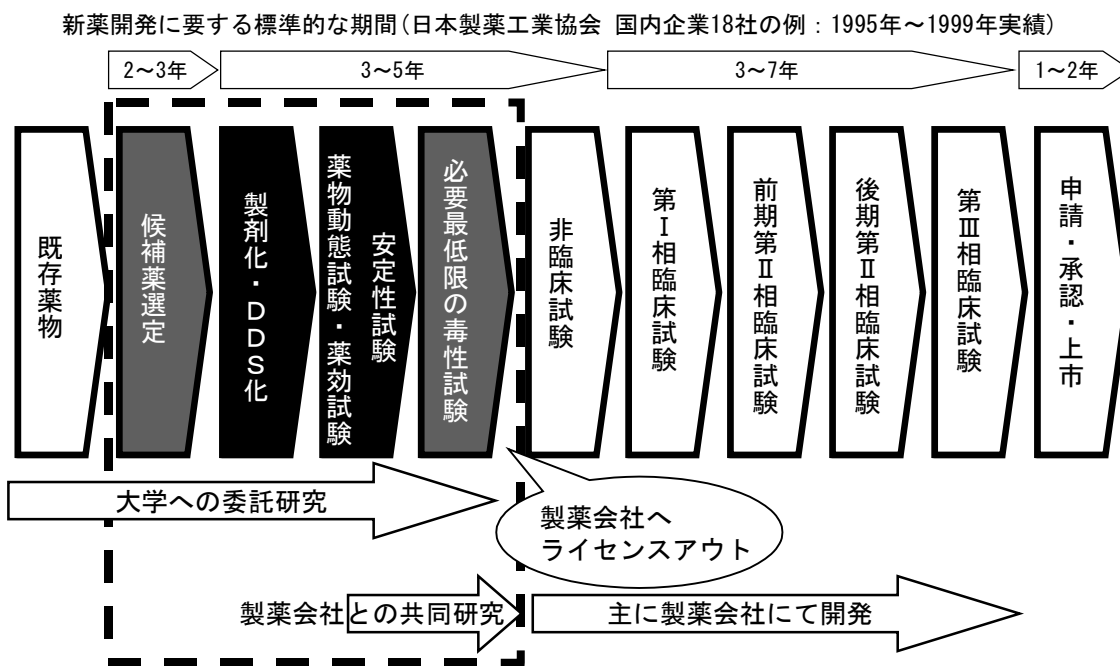 新薬開発に要する標準的な期間(日本製薬工業協会 国内企業18社の例：1995年～1999年実績)
2～3年
3～5年
3～7年
1～2年
既存薬物
候補薬選定
製剤化・DDS化
薬物動態試験・薬効試験
安定性試験
必要最低限の毒性試験
非臨床試験
第Ⅰ相臨床試験
前期第Ⅱ相臨床試験
後期第Ⅱ相臨床試験
第Ⅲ相臨床試験
申請・承認・上市
大学への委託研究
製薬会社へ
ライセンスアウト
製薬会社との共同研究
主に製薬会社にて開発